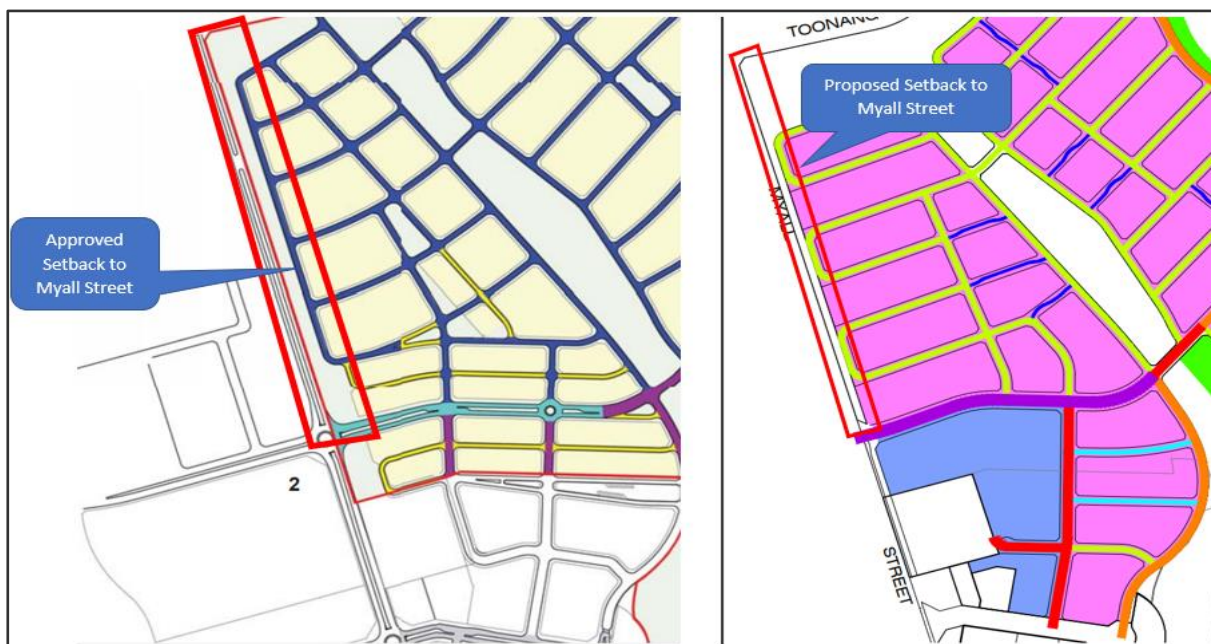 Approved
Setback to
Myall Street
2
TOONANG
Proposed Setback to
Myall Street
MYALL
STREET